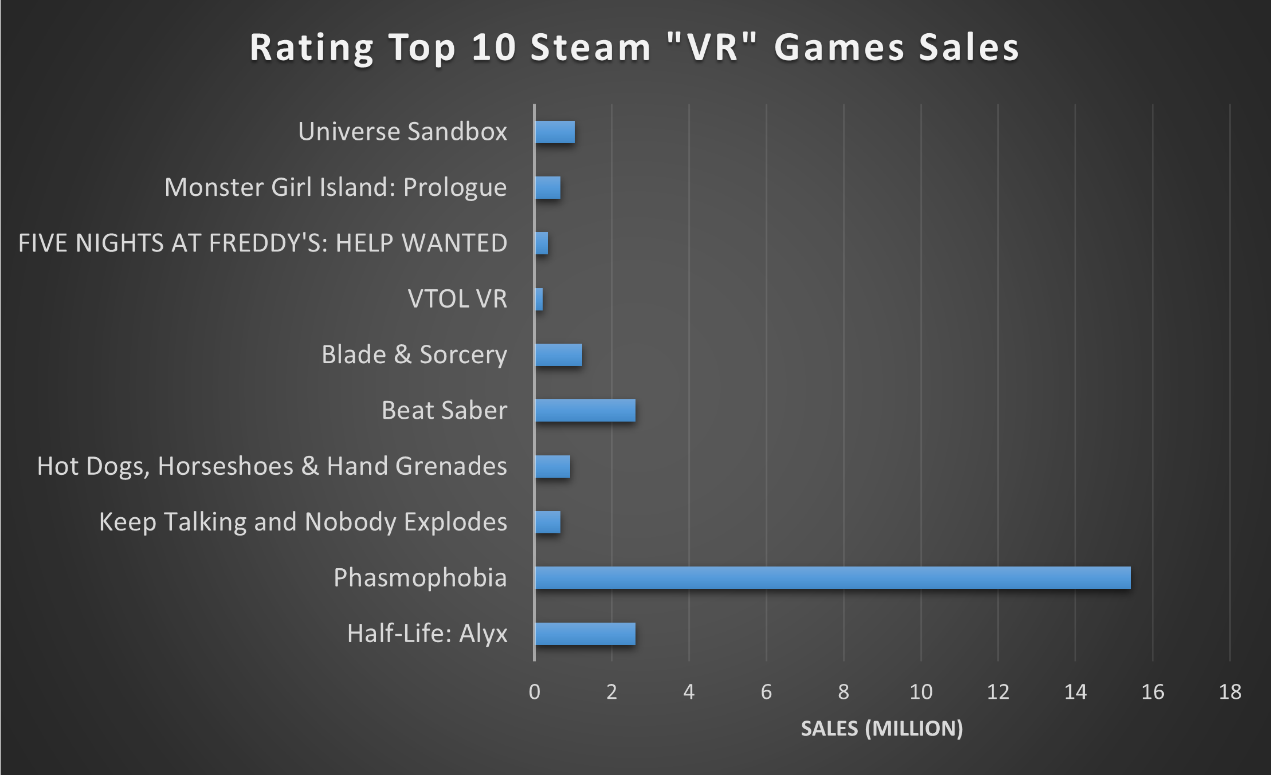 Rating Top 10 Steam "VR" Games Sales
Universe Sandbox
Monster Girl Island: Prologue
FIVE NIGHTS AT FREDDY'S: HELP WANTED
VTOL VR
Blade & Sorcery
Beat Saber
Hot Dogs, Horseshoes & Hand Grenades
Keep Talking and Nobody Explodes
Phasmophobia
Half-Life: Alyx
0 2 4 6 8 10 12 14 16 18
SALES (MILLION)